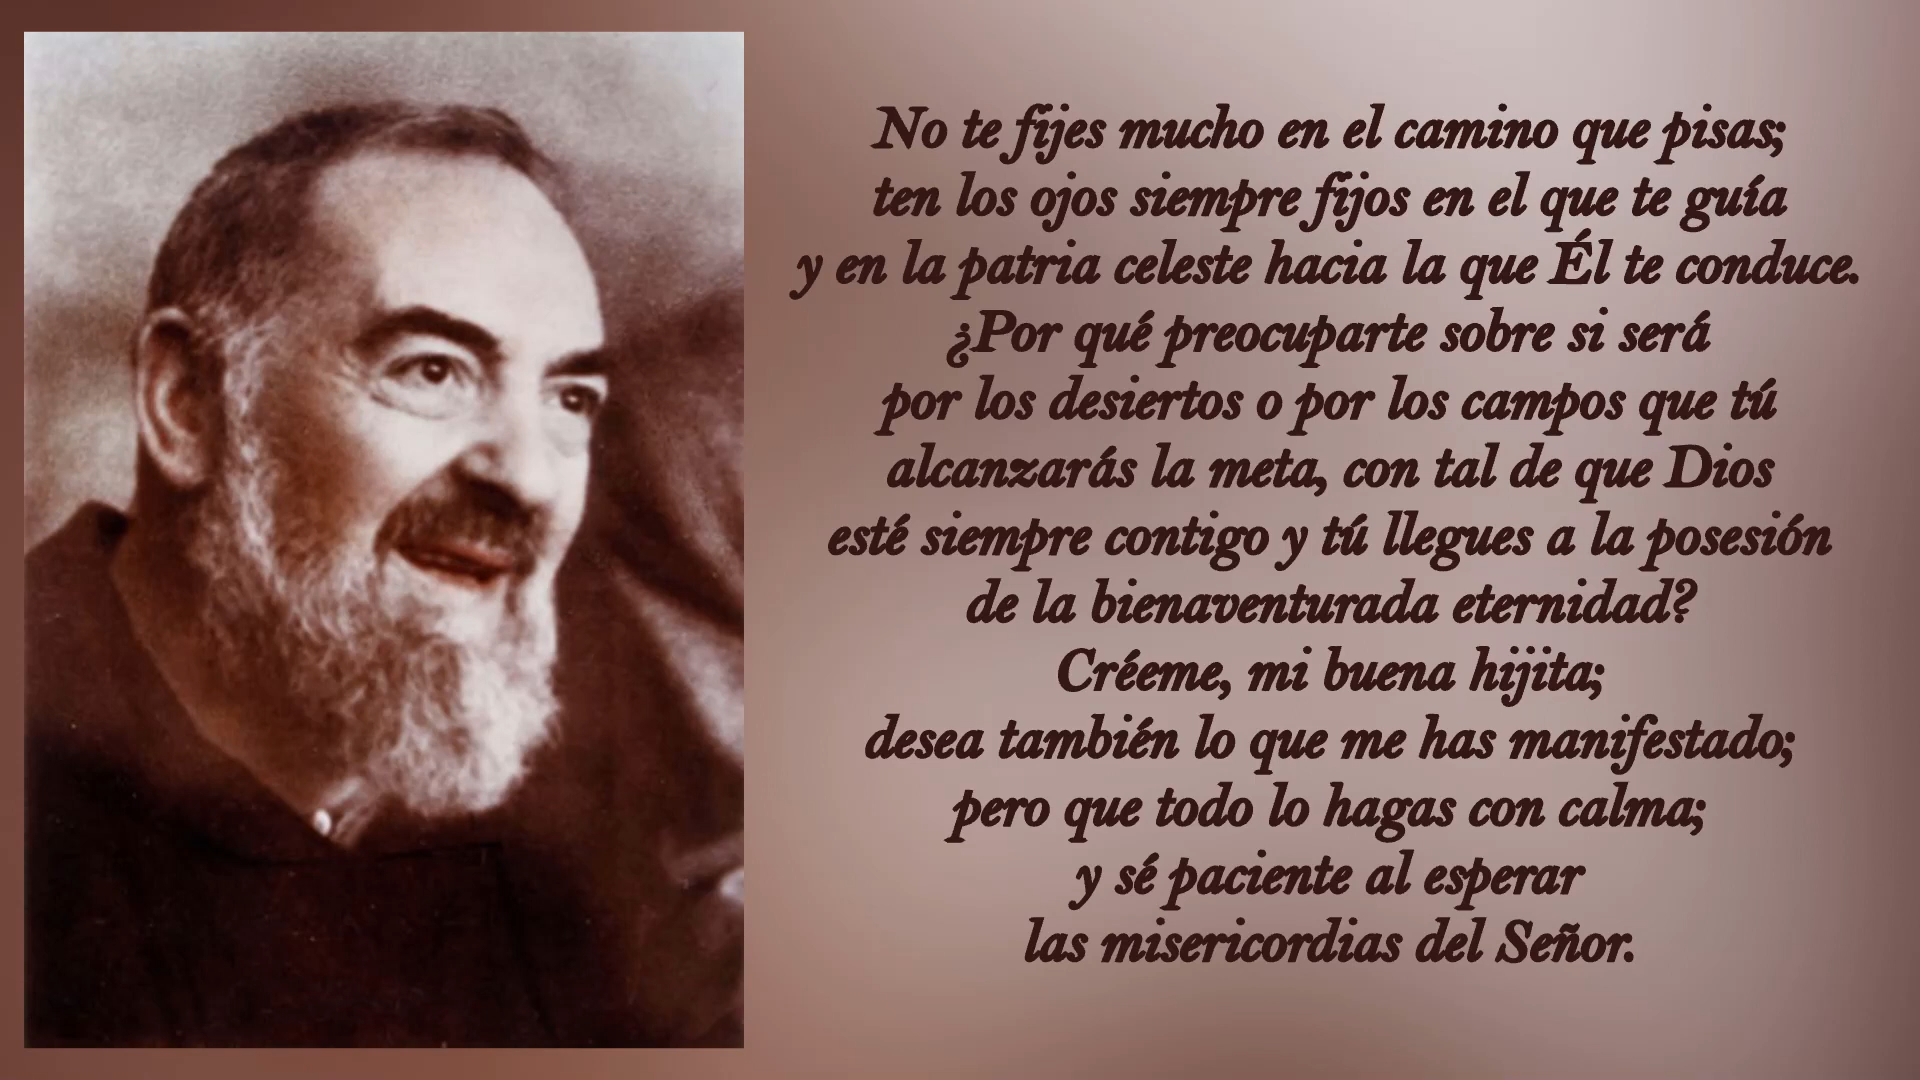 No te fijes mucho en el camino que pisas;
ten los ojos siempre fijos en el que te guía
y en la patria celeste hacia la que Él te conduce.
¿Por qué preocuparte sobre si será
por los desiertos o por los campos que tú
alcanzarás la meta, con tal de que Dios
esté siempre contigo y tú llegues a la posesión
de la bienaventurada eternidad?
Créeme, mi buena hijita;
desea también lo que me has manifestado;
pero que todo lo hagas con calma;
y sé paciente al esperar
las misericordias del Señor.